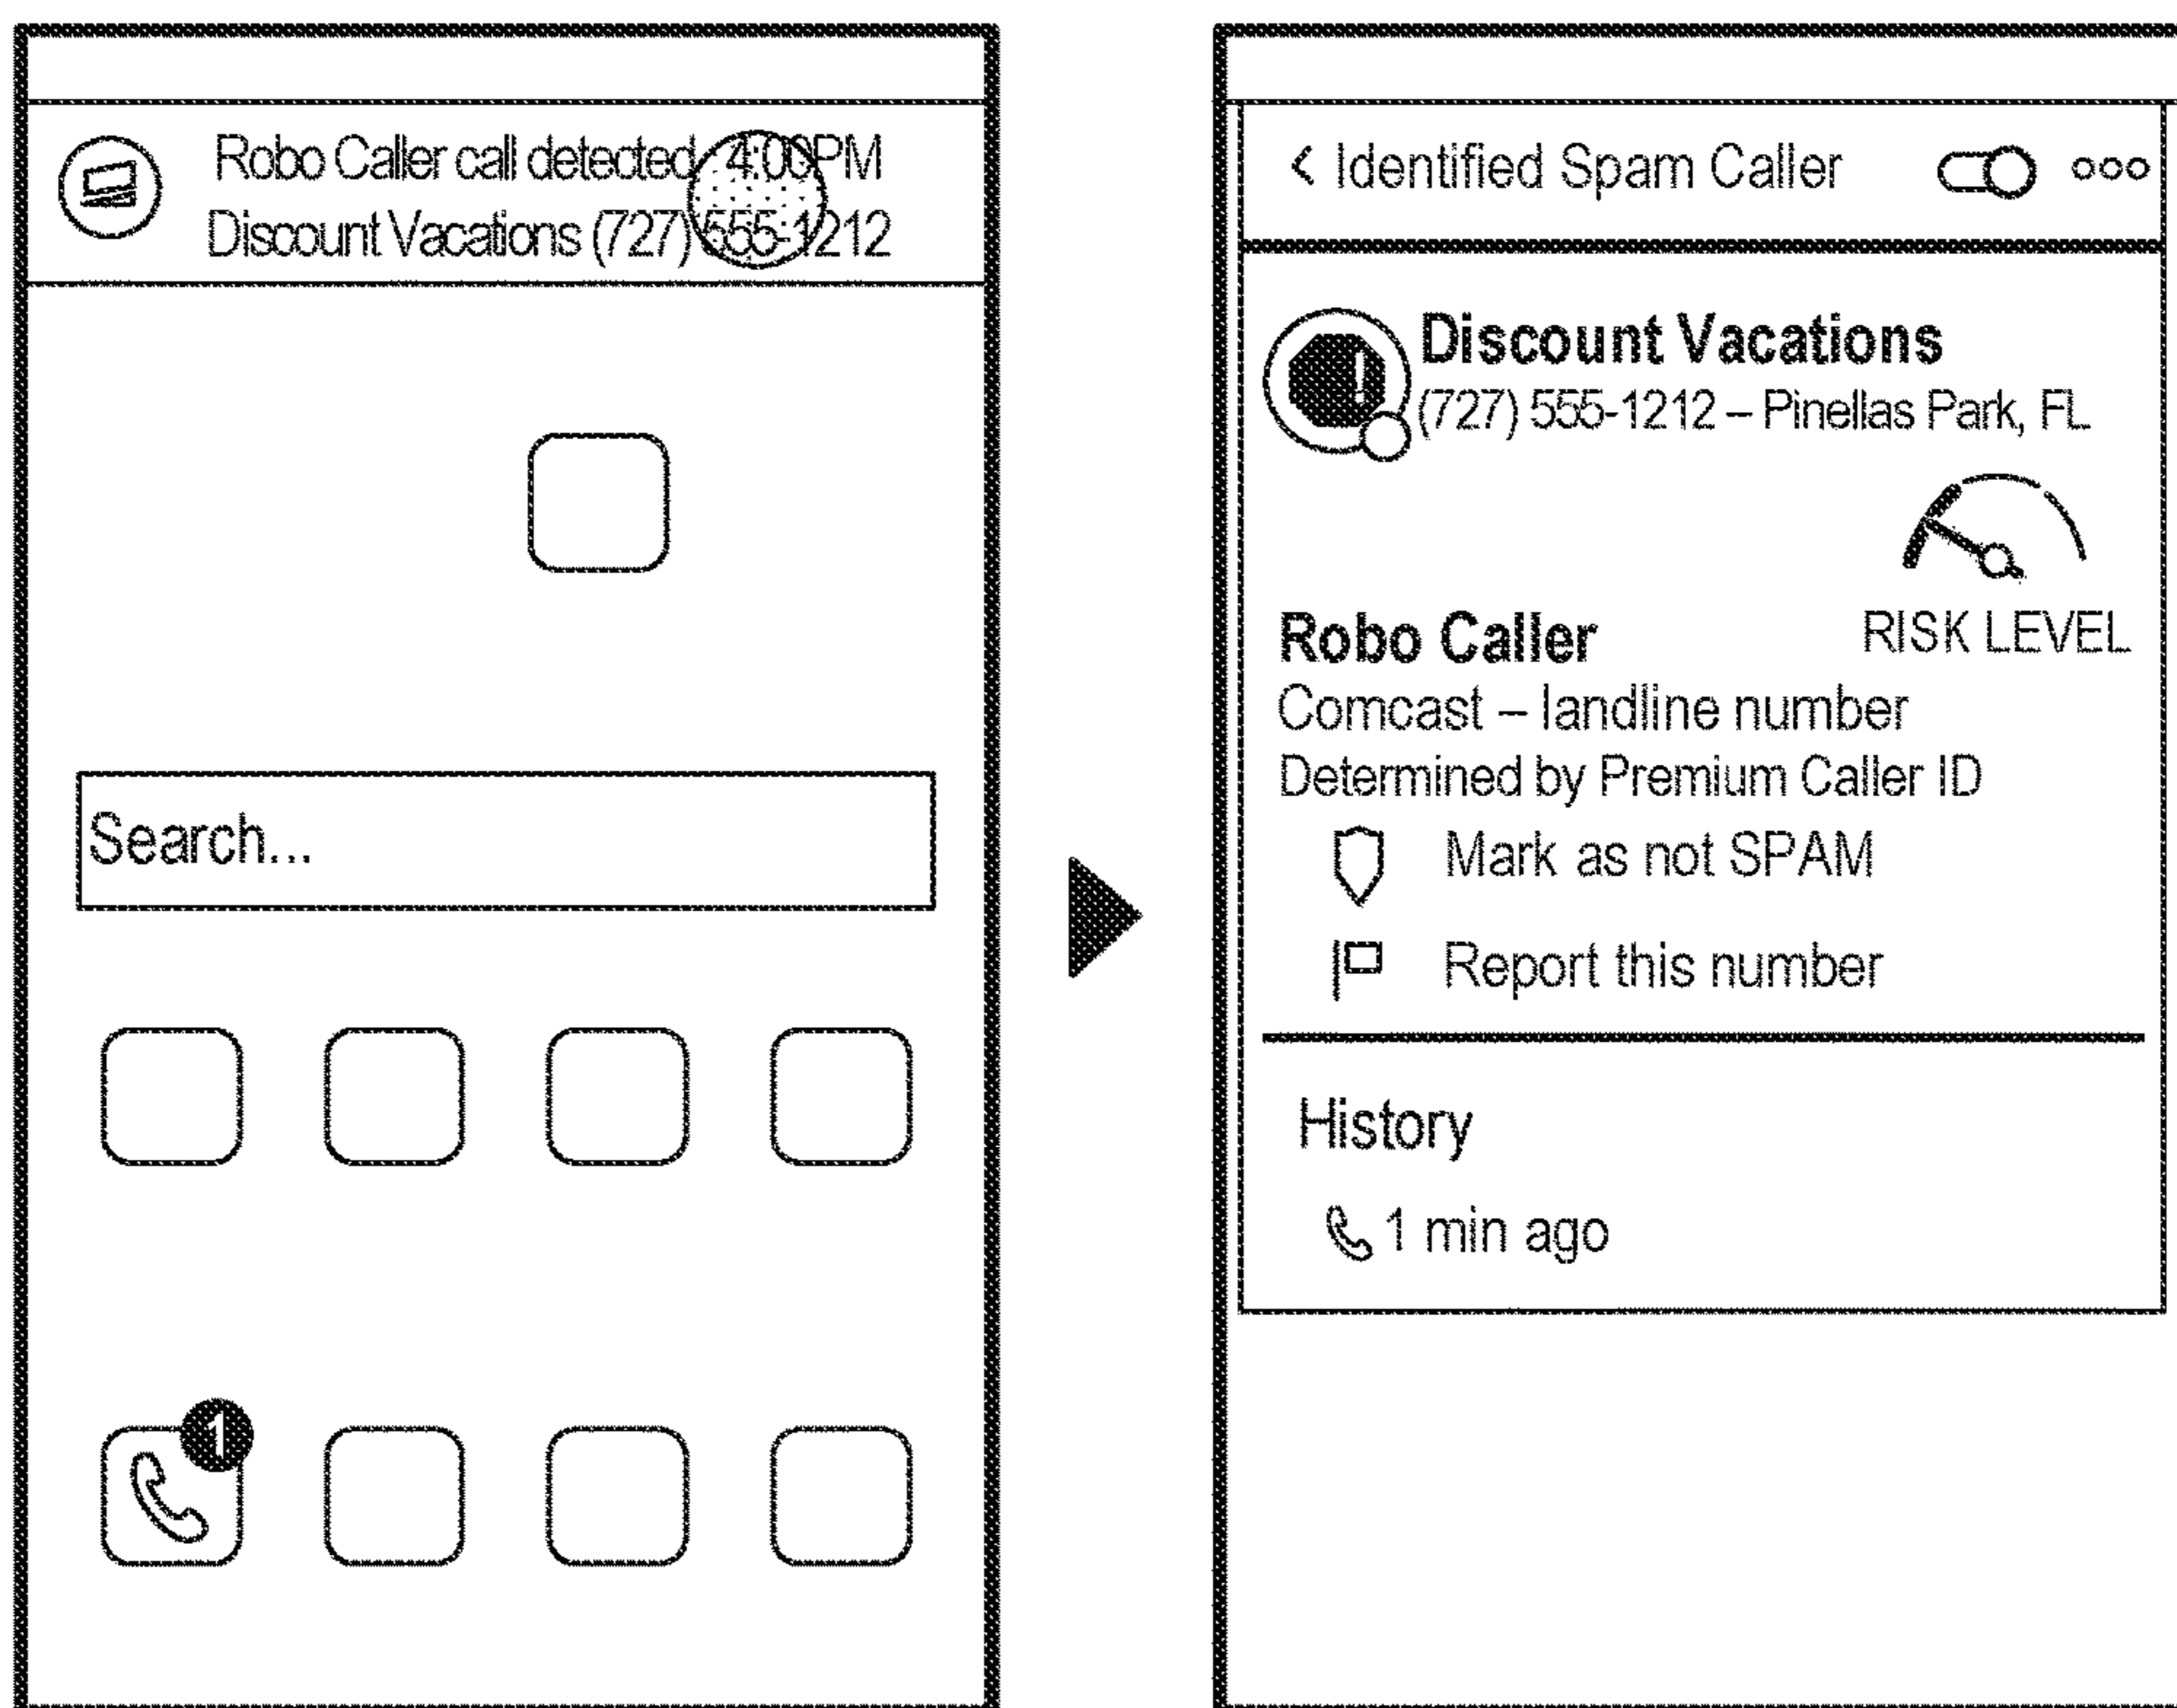 Robo Caller call detected 4:00PM
Discount Vacations (727) 555-1212
Search...
1
< Identified Spam Caller
!
Discount Vacations
(727) 555-1212 – Pinellas Park, FL
RISK LEVEL
Robo Caller
Comcast – landline number
Determined by Premium Caller ID
Mark as not SPAM
Report this number
History
1 min ago